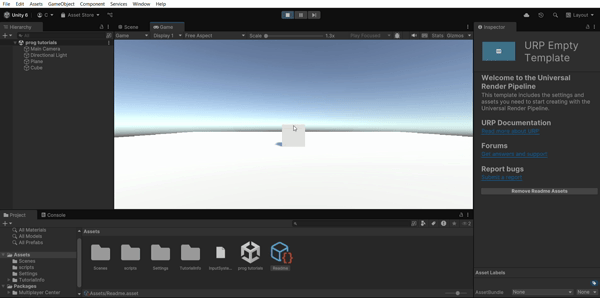 File Edit Assets GameObject Component Services Window Help
Unity 6 C Asset Store Layout
Hierarchy Scene Game Inspector
All
Game Display 1 Free Aspect Scale 1.3x Play Focused Stats Gizmos
prog tutorials
Main Camera
Directional Light
Plane
Cube
URP Empty
Template
Welcome to the Universal
Render Pipeline
This template includes the settings and
assets you need to start creating with the
Universal Render Pipeline.
URP Documentation
Read more about URP
Forums
Get answers and support
Report bugs
Submit a report
Remove Readme Assets
Project Console
All Materials
All Models
All Prefabs
Assets
Scenes
scripts
Settings
TutorialInfo
Packages
Multiplayer Center
Assets
Scenes scripts Settings TutorialInfo InputSyste... prog tutorials Readme
Assets/Readme.asset
Asset Labels
AssetBundle None None